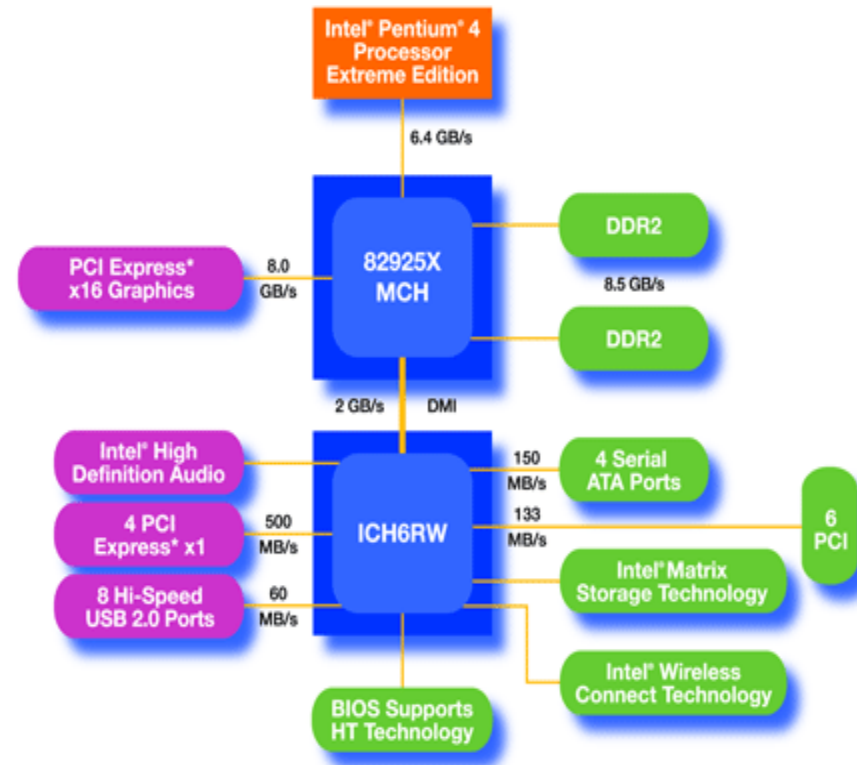 Intel® Pentium® 4
Processor
Extreme Edition
6.4 GB/s
DDR2
PCI Express*
x16 Graphics
8.0
GB/s
82925X
MCH
8.5 GB/s
DDR2
2 GB/s
DMI
Intel® High
Definition Audio
150
MB/s
4 Serial
ATA Ports
4 PCI
Express* x1
500
MB/s
ICH6RW
133
MB/s
6
PCI
8 Hi-Speed
USB 2.0 Ports
60
MB/s
Intel® Matrix
Storage Technology
Intel® Wireless
Connect Technology
BIOS Supports
HT Technology